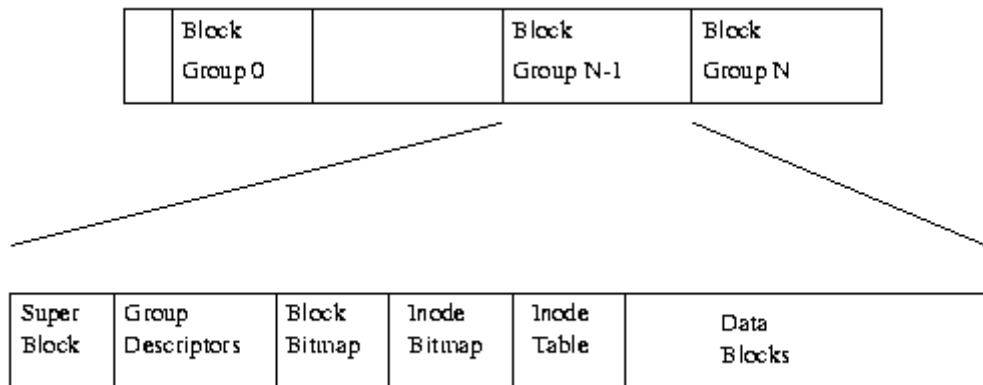 Block
Group 0
Block
Group N-1
Block
Group N
Super
Block
Group
Descriptors
Block
Bitmap
Inode
Bitmap
Inode
Table
Data
Blocks